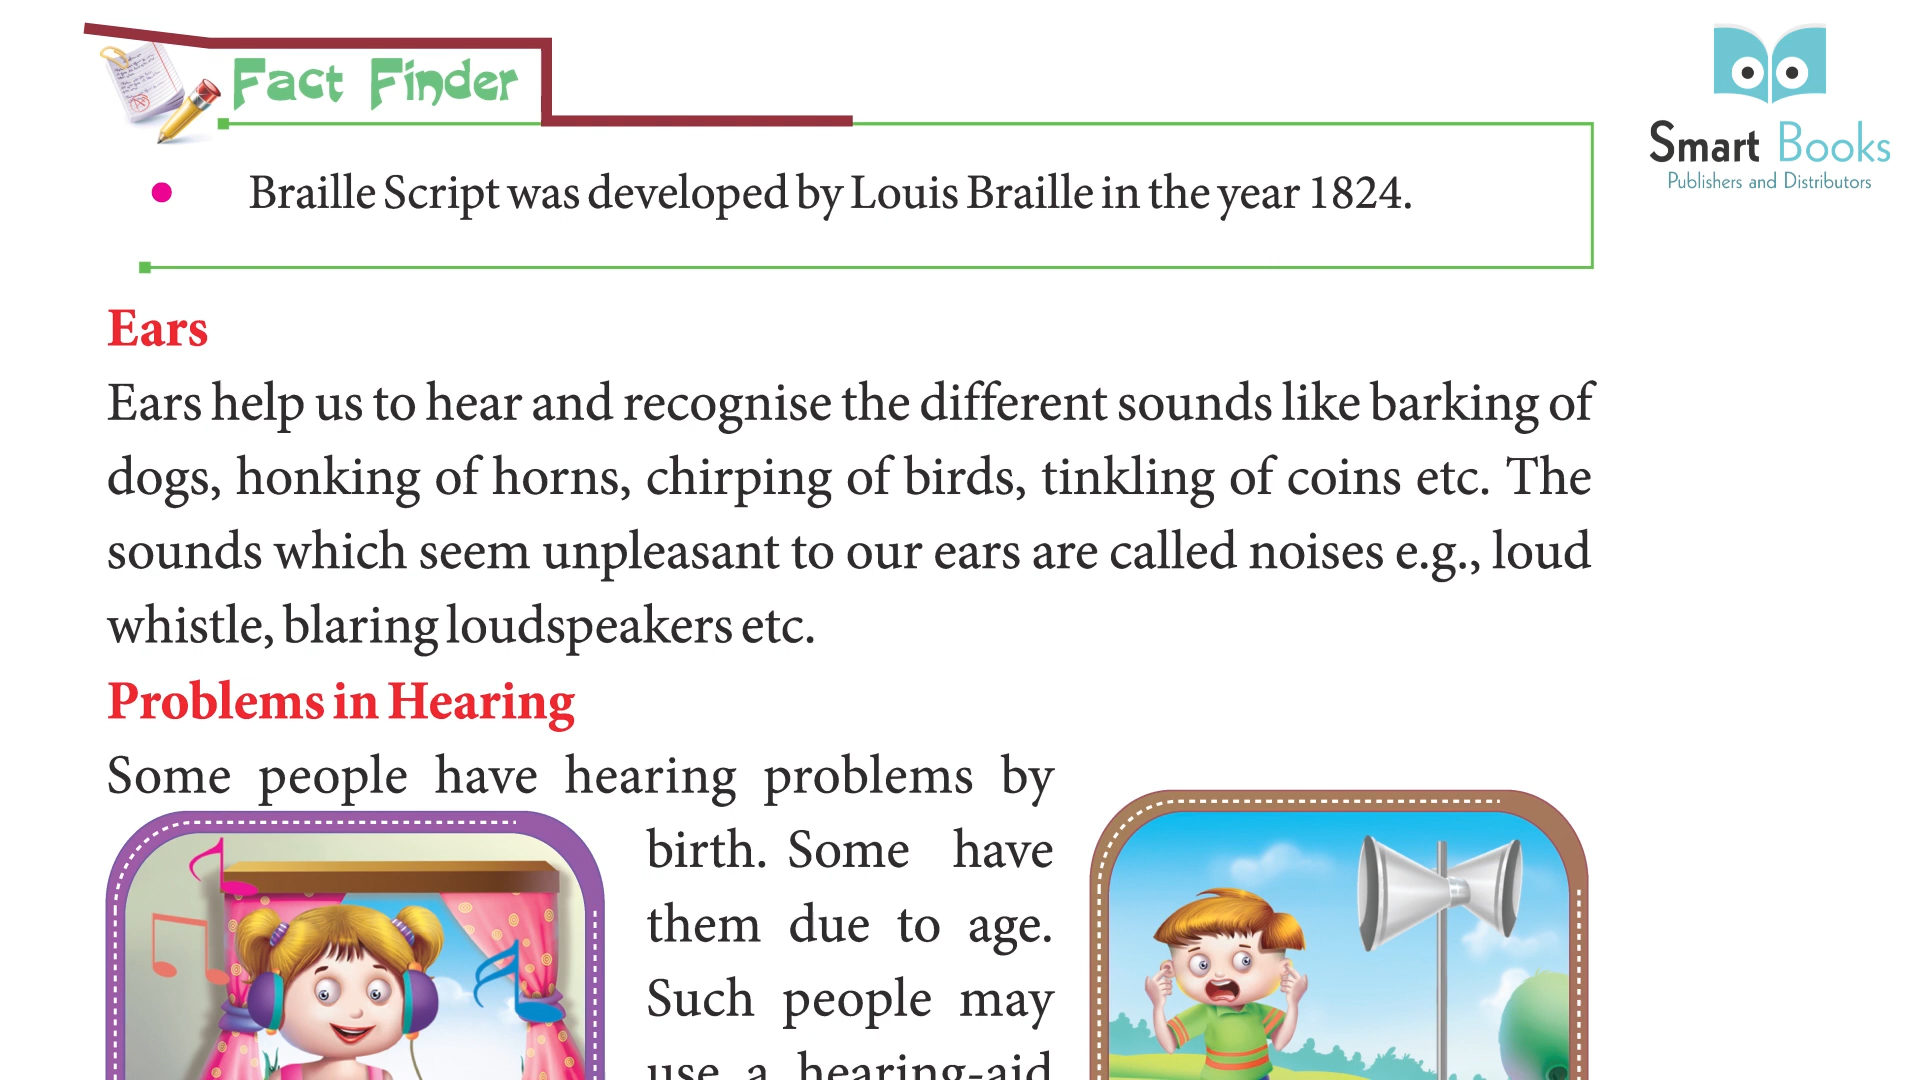 Fact Finder
Smart Books
Publishers and Distributors
• Braille Script was developed by Louis Braille in the year 1824.
Ears
Ears help us to hear and recognise the different sounds like barking of
dogs, honking of horns, chirping of birds, tinkling of coins etc. The
sounds which seem unpleasant to our ears are called noises e.g., loud
whistle, blaring loudspeakers etc.
Problems in Hearing
Some people have hearing problems by
birth. Some have
them due to age.
Such people may
use a hearing-aid